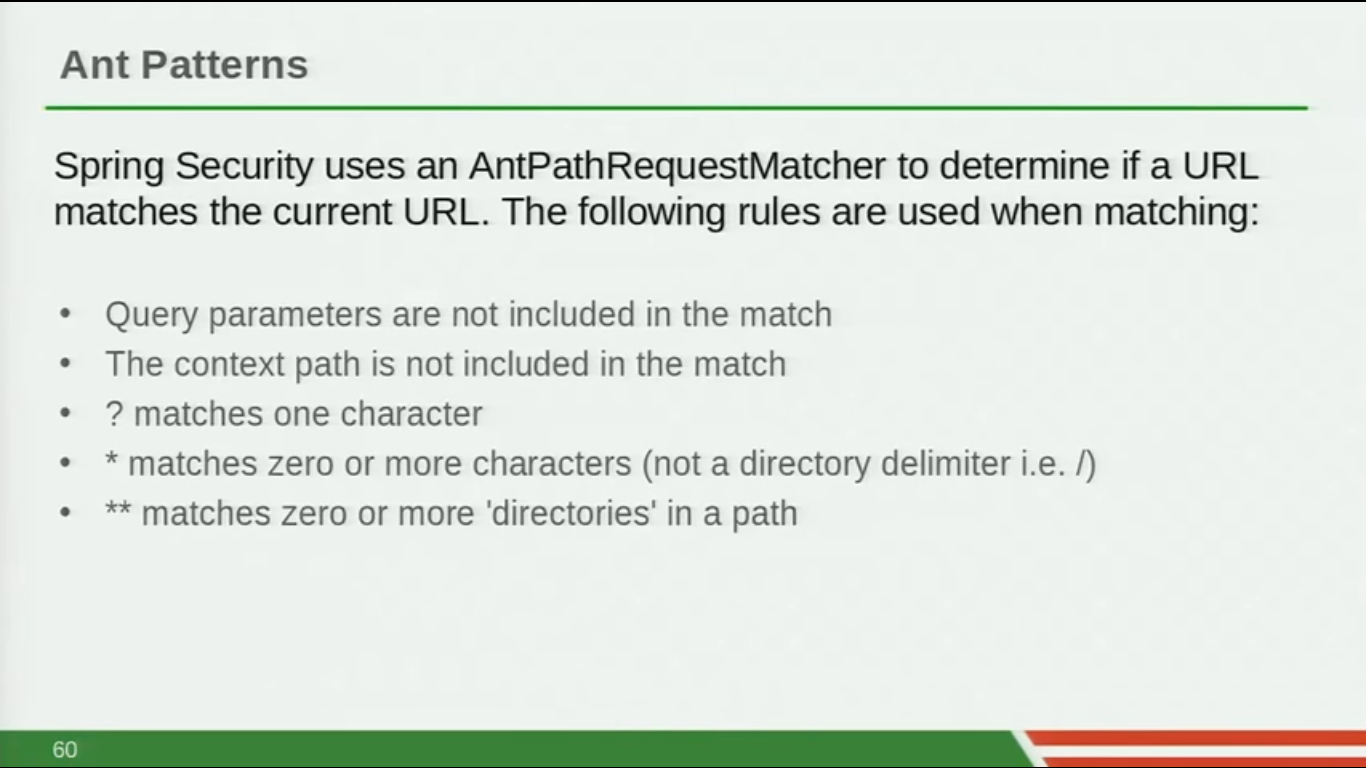 Ant Patterns
Spring Security uses an AntPathRequestMatcher to determine if a URL
matches the current URL. The following rules are used when matching:
• Query parameters are not included in the match
• The context path is not included in the match
• ? matches one character
• * matches zero or more characters (not a directory delimiter i.e. /)
• ** matches zero or more 'directories' in a path
60